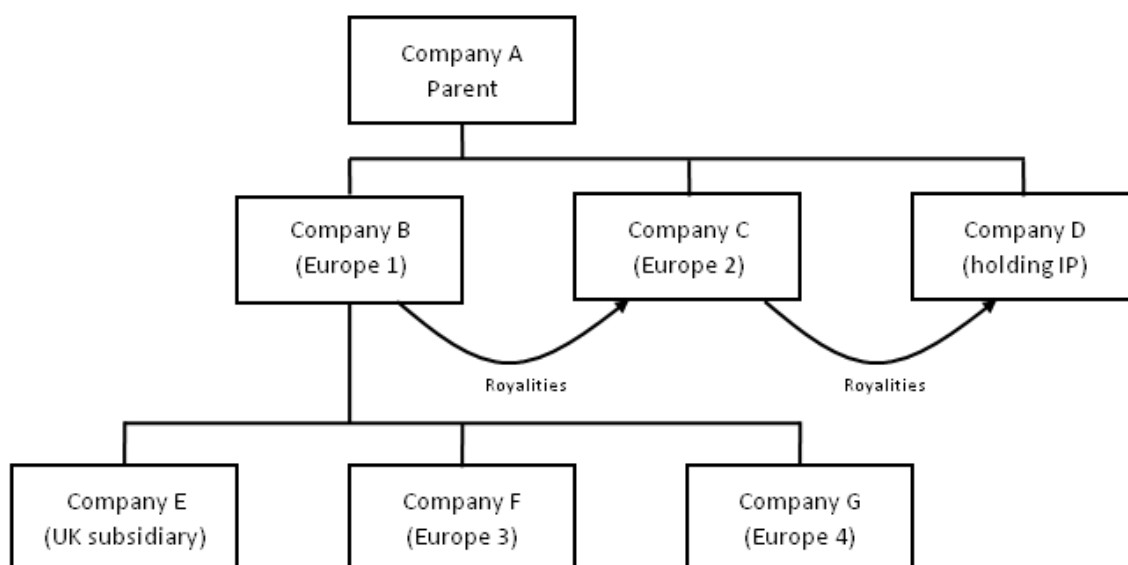 Company A
Parent
Company B
(Europe 1)
Company C
(Europe 2)
Company D
(holding IP)
Royalities
Royalities
Company E
(UK subsidiary)
Company F
(Europe 3)
Company G
(Europe 4)